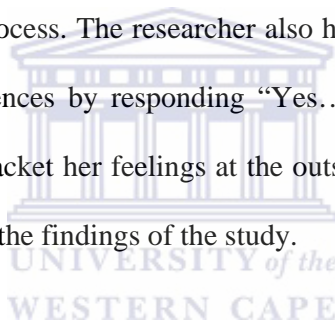 ocess. The researcher also h
ences by responding “Yes..
acket her feelings at the outs
the findings of the study.
UNIVERSITY of the
WESTERN CAPE